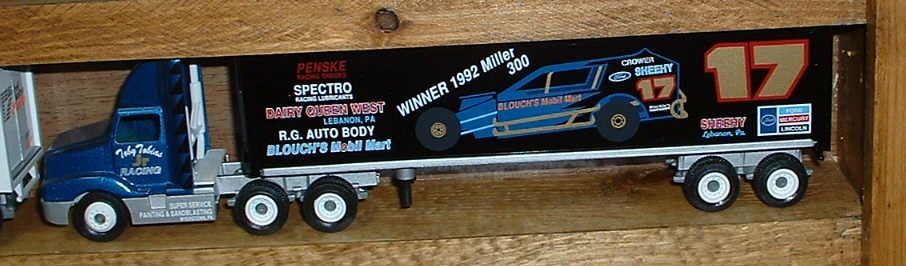 PENSKE
RACING SHOCKS
SPECTRO
RACING LUBRICANTS
DAIRY QUEEN WEST
LEBANON, PA
R.G. AUTO BODY
BLOUCH'S Mobil Mart
WINNER 1992 Miller
300
BLOUCH'S Mobil Mart
CROWER
Ford SHEEHY
17
17
SHEEHY
Lebanon, Pa.
Ford
FORD
MERCURY
LINCOLN
Toby Tobias
Jr
RACING
SUPER SERVICE
PAINTING & SANDBLASTING